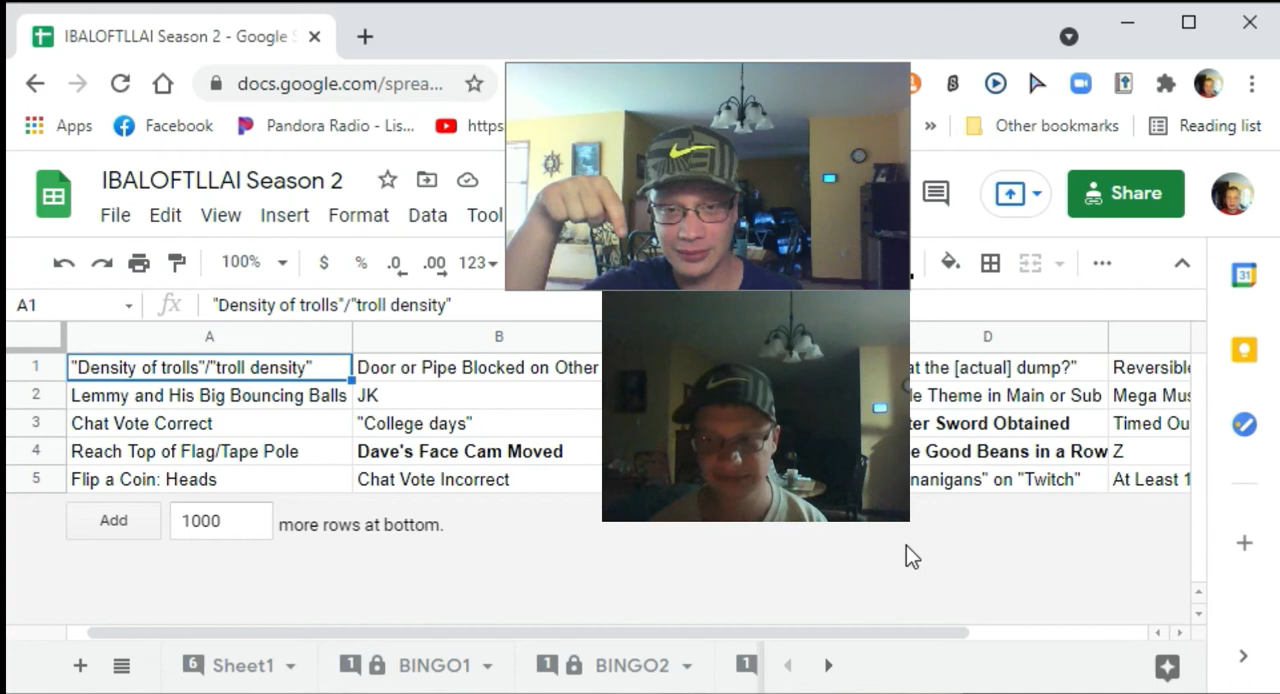 IBALOFTLLAI Season 2 - Google S
docs.google.com/sprea...
Apps Facebook Pandora Radio - Lis... https » Other bookmarks Reading list
IBALOFTLLAI Season 2
Share
File Edit View Insert Format Data Tool
100% $ % .0 .00 123
31
A1 fx "Density of trolls"/"troll density"
A B D
1 "Density of trolls"/"troll density" Door or Pipe Blocked on Other at the [actual] dump?" Reversible
2 Lemmy and His Big Bouncing Balls JK e Theme in Main or Sub Mega Mus
3 Chat Vote Correct "College days" ter Sword Obtained Timed Ou
4 Reach Top of Flag/Tape Pole Dave's Face Cam Moved e Good Beans in a Row Z
5 Flip a Coin: Heads Chat Vote Incorrect nanigans" on "Twitch" At Least 1
Add 1000 more rows at bottom.
6 Sheet1 1 BINGO1 1 BINGO2 1